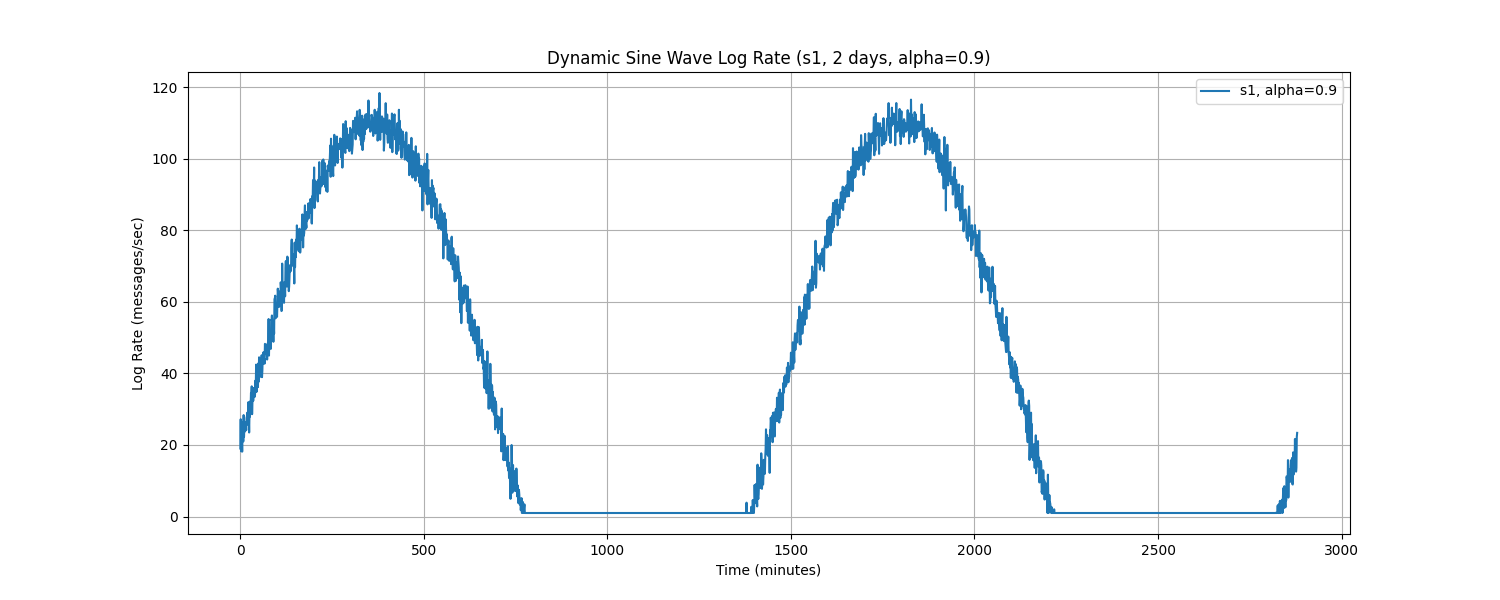 Dynamic Sine Wave Log Rate (s1, 2 days, alpha=0.9)
s1, alpha=0.9
Log Rate (messages/sec)
120
100
80
60
40
20
0
0 500 1000 1500 2000 2500 3000
Time (minutes)